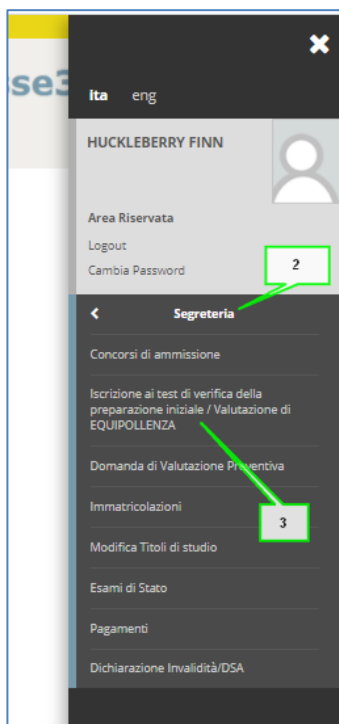 sse3
ita eng
HUCKLEBERRY FINN
Area Riservata
Logout
Cambia Password
2
Segreteria
Concorsi di ammissione
Iscrizione ai test di verifica della
preparazione iniziale / Valutazione di
EQUIPOLLENZA
Domanda di Valutazione Preventiva
Immatricolazioni
3
Modifica Titoli di studio
Esami di Stato
Pagamenti
Dichiarazione Invalidità/DSA